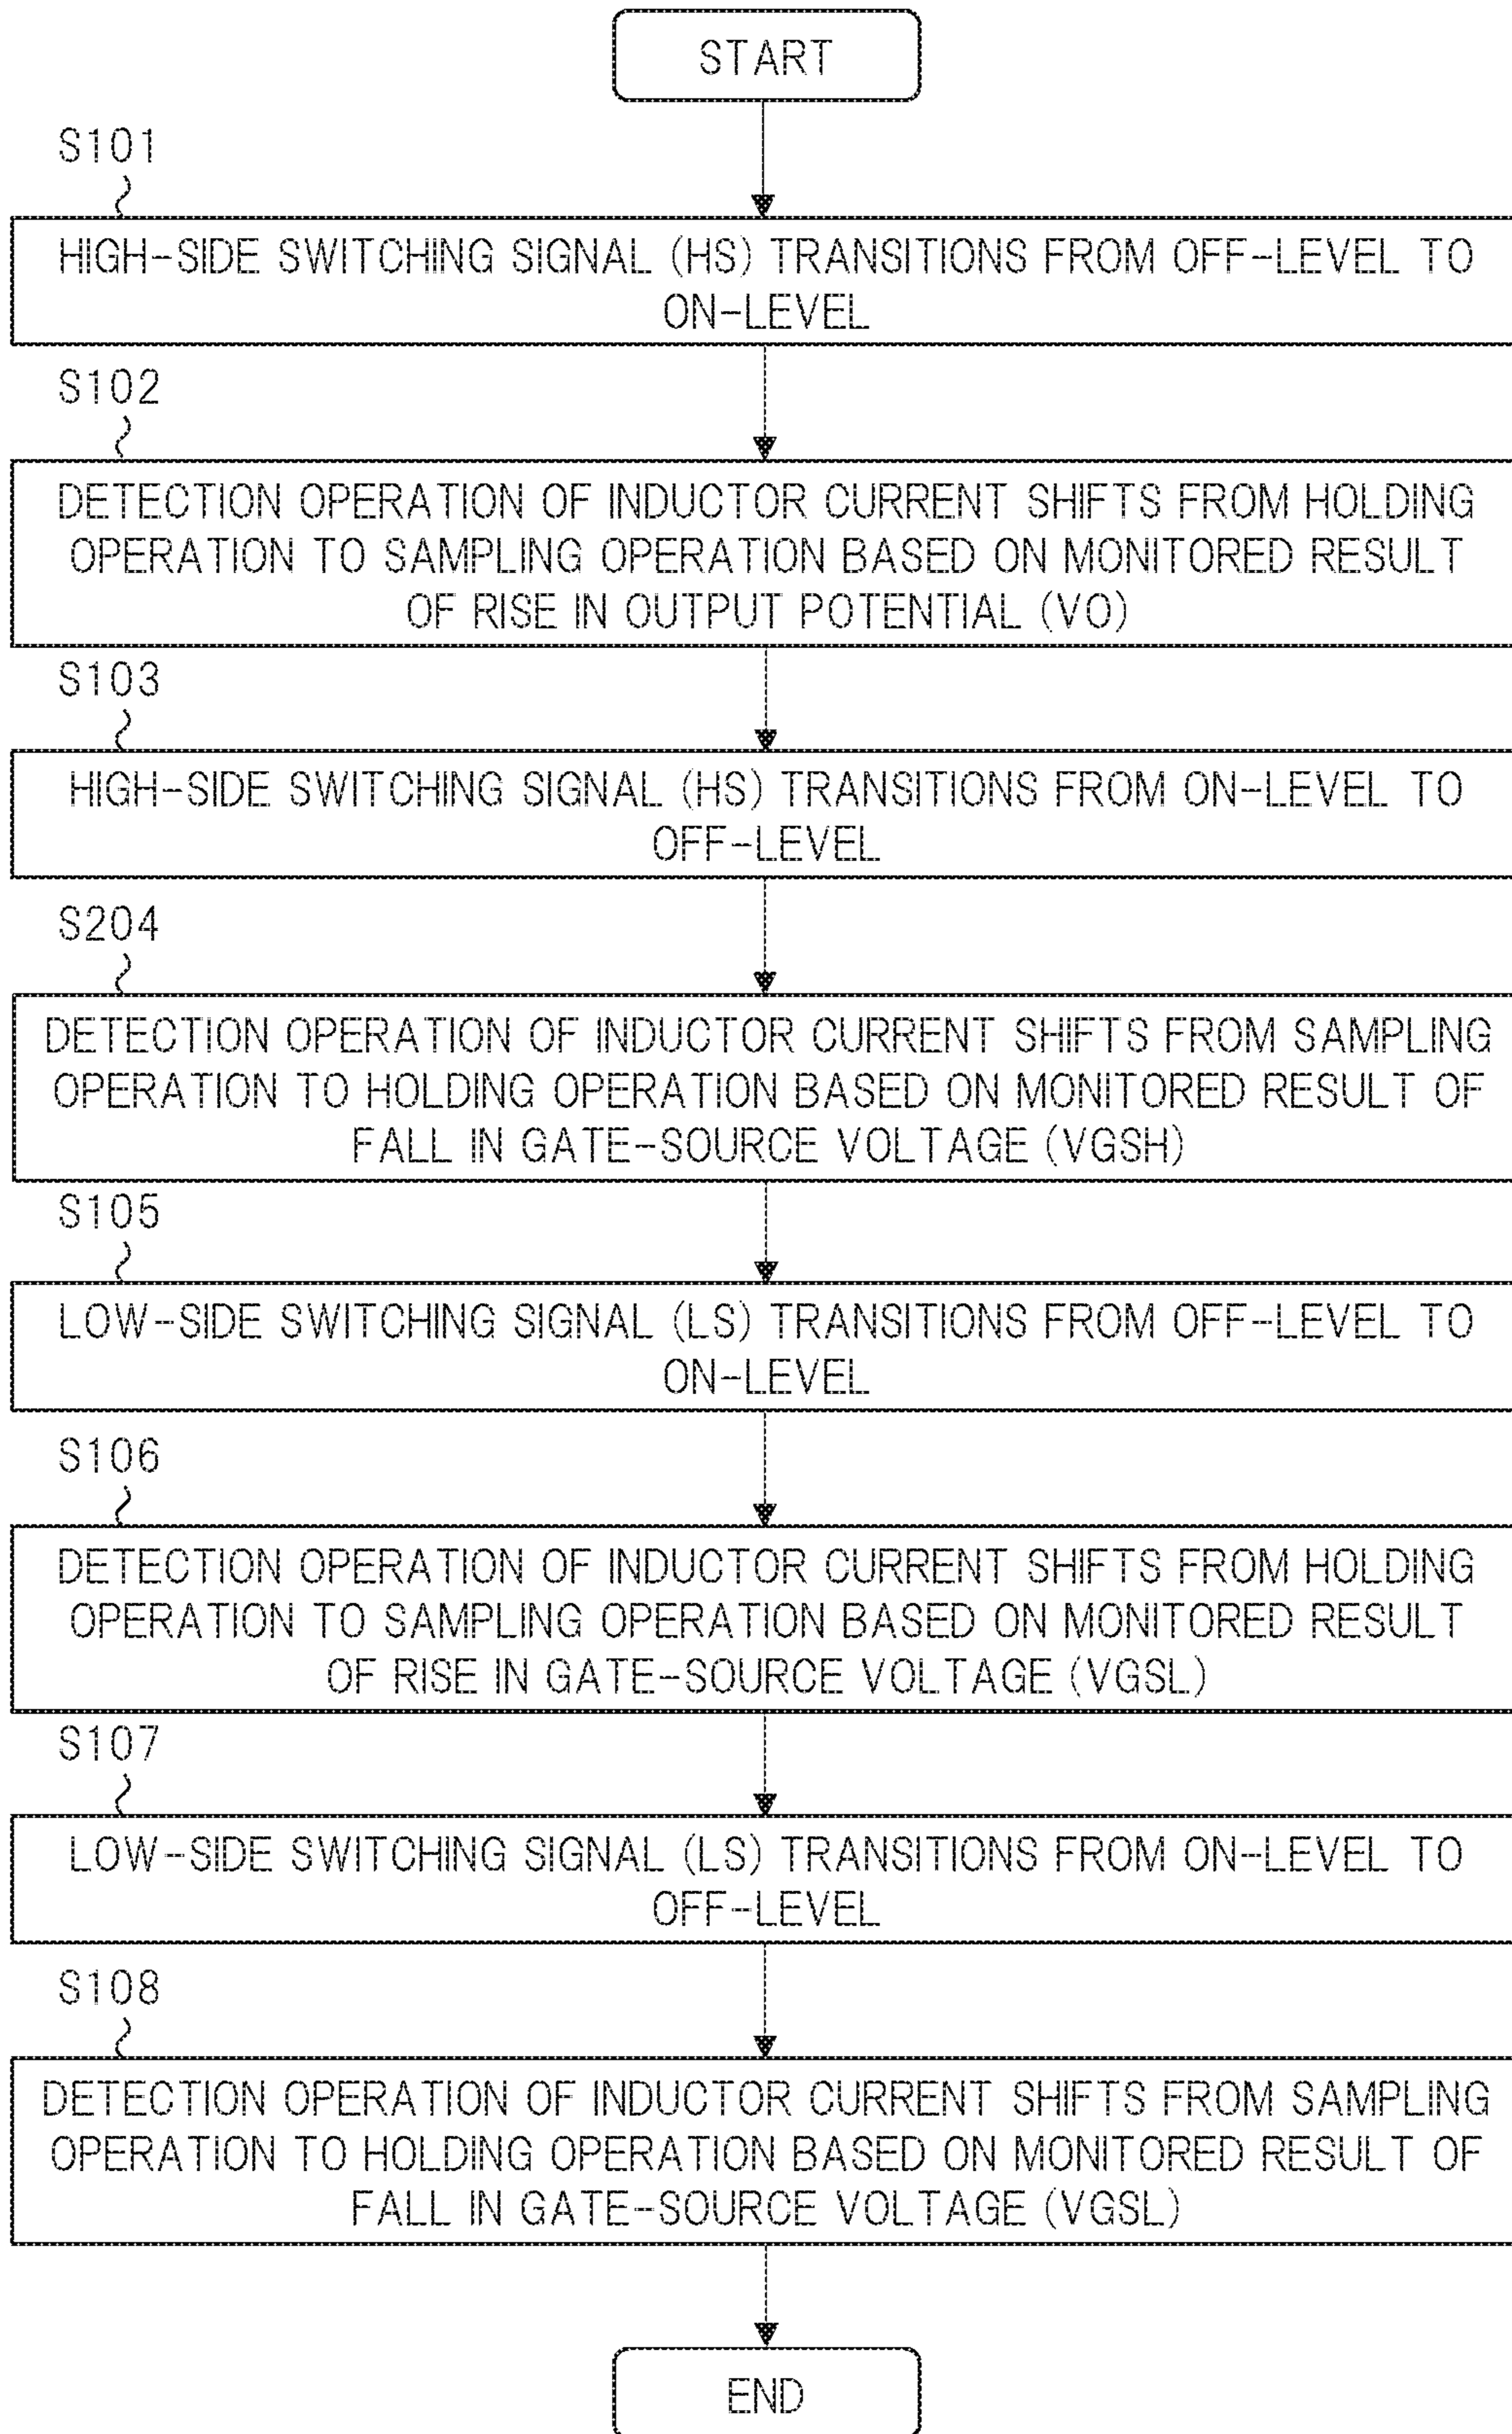 START
S101
HIGH-SIDE SWITCHING SIGNAL (HS) TRANSITIONS FROM OFF-LEVEL TO
ON-LEVEL
S102
DETECTION OPERATION OF INDUCTOR CURRENT SHIFTS FROM HOLDING
OPERATION TO SAMPLING OPERATION BASED ON MONITORED RESULT
OF RISE IN OUTPUT POTENTIAL (VO)
S103
HIGH-SIDE SWITCHING SIGNAL (HS) TRANSITIONS FROM ON-LEVEL TO
OFF-LEVEL
S204
DETECTION OPERATION OF INDUCTOR CURRENT SHIFTS FROM SAMPLING
OPERATION TO HOLDING OPERATION BASED ON MONITORED RESULT OF
FALL IN GATE-SOURCE VOLTAGE (VGSH)
S105
LOW-SIDE SWITCHING SIGNAL (LS) TRANSITIONS FROM OFF-LEVEL TO
ON-LEVEL
S106
DETECTION OPERATION OF INDUCTOR CURRENT SHIFTS FROM HOLDING
OPERATION TO SAMPLING OPERATION BASED ON MONITORED RESULT
OF RISE IN GATE-SOURCE VOLTAGE (VGSL)
S107
LOW-SIDE SWITCHING SIGNAL (LS) TRANSITIONS FROM ON-LEVEL TO
OFF-LEVEL
S108
DETECTION OPERATION OF INDUCTOR CURRENT SHIFTS FROM SAMPLING
OPERATION TO HOLDING OPERATION BASED ON MONITORED RESULT OF
FALL IN GATE-SOURCE VOLTAGE (VGSL)
END